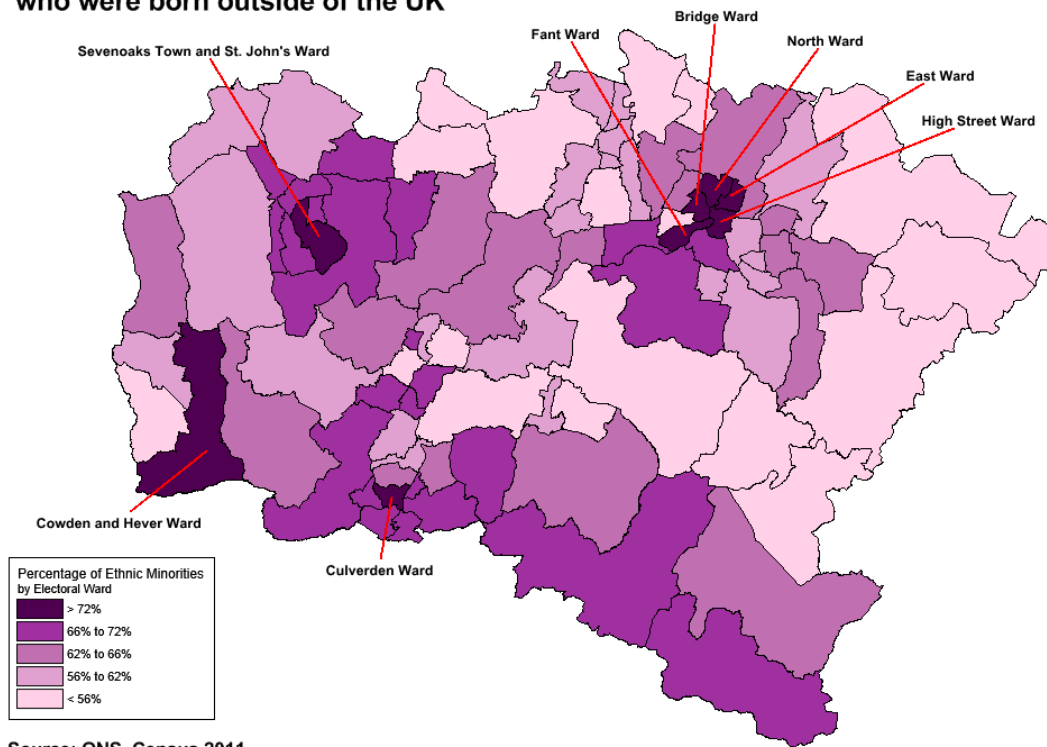 who were born outside of the UK
Bridge Ward
Fant Ward
North Ward
Sevenoaks Town and St. John's Ward
East Ward
High Street Ward
Cowden and Hever Ward
Culverden Ward
Percentage of Ethnic Minorities
by Electoral Ward
> 72%
66% to 72%
62% to 66%
56% to 62%
< 56%
Source: ONS, Census 2011